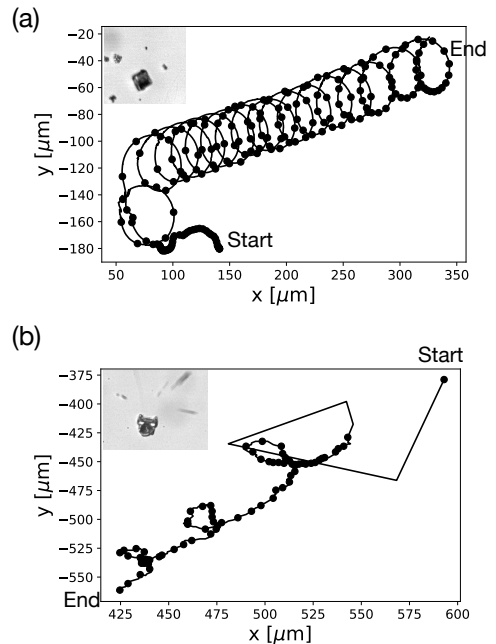 (a)
−20
−40
−60
−80
−100
−120
−140
−160
−180
y [μm]
End
Start
50 100 150 200 250 300 350
x [μm]
(b)
Start
−375
−400
−425
−450
−475
−500
−525
−550
y [μm]
End
425 450 475 500 525 550 575 600
x [μm]